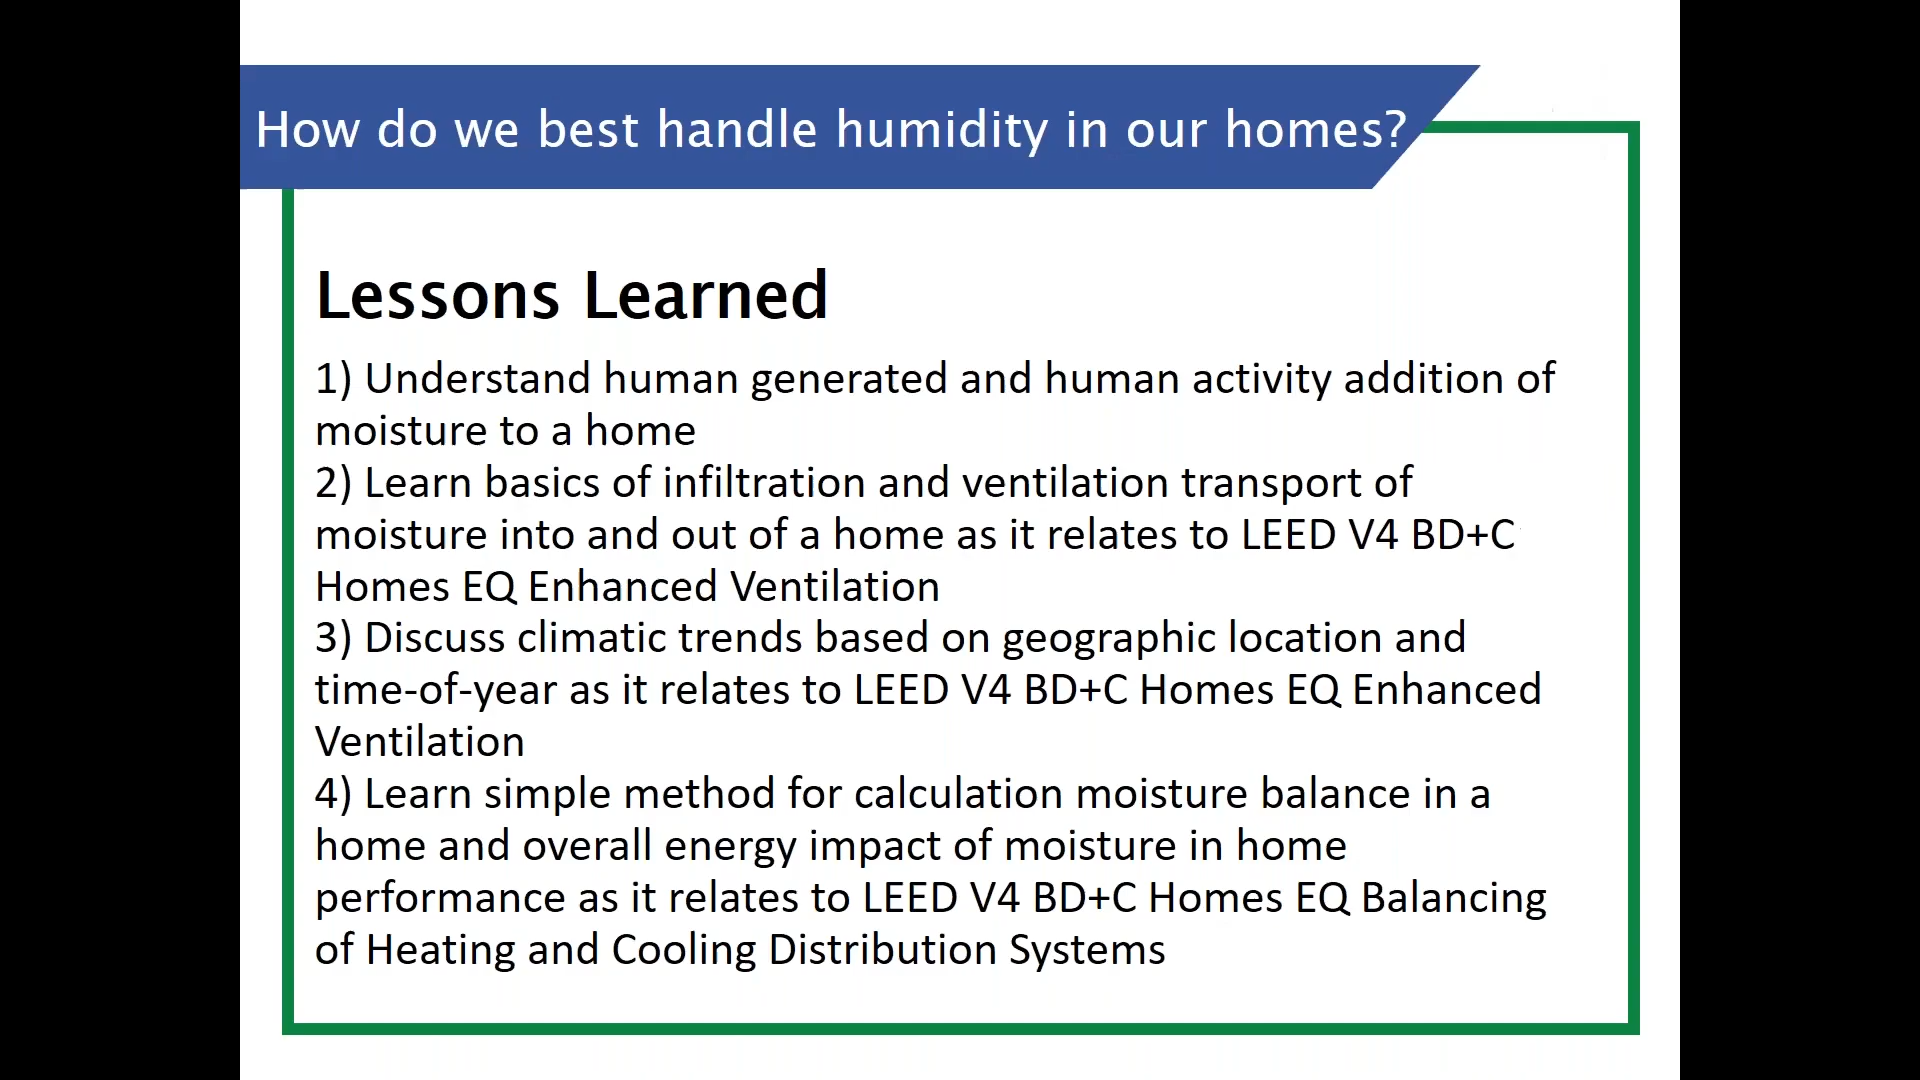 How do we best handle humidity in our homes?
Lessons Learned
1) Understand human generated and human activity addition of
moisture to a home
2) Learn basics of infiltration and ventilation transport of
moisture into and out of a home as it relates to LEED V4 BD+C
Homes EQ Enhanced Ventilation
3) Discuss climatic trends based on geographic location and
time-of-year as it relates to LEED V4 BD+C Homes EQ Enhanced
Ventilation
4) Learn simple method for calculation moisture balance in a
home and overall energy impact of moisture in home
performance as it relates to LEED V4 BD+C Homes EQ Balancing
of Heating and Cooling Distribution Systems